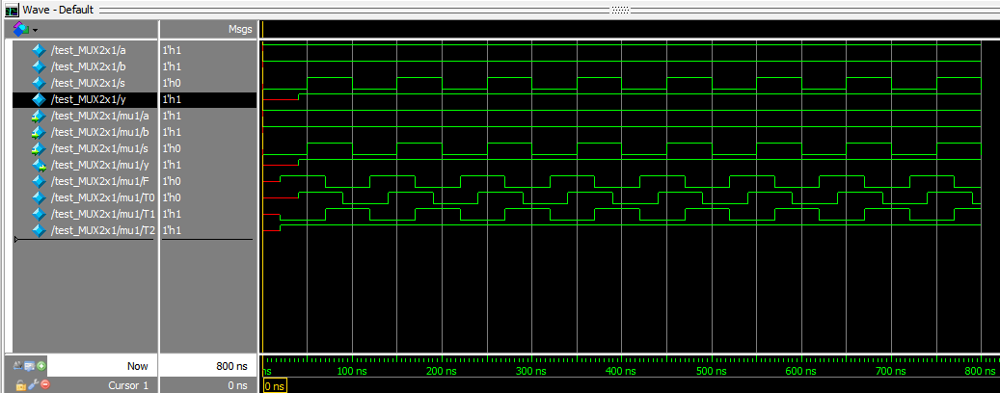 Wave - Default
Msgs
/test_MUX2x1/a 1'h1
/test_MUX2x1/b 1'h1
/test_MUX2x1/s 1'h0
/test_MUX2x1/y 1'h1
/test_MUX2x1/mu1/a 1'h1
/test_MUX2x1/mu1/b 1'h1
/test_MUX2x1/mu1/s 1'h0
/test_MUX2x1/mu1/y 1'h1
/test_MUX2x1/mu1/F 1'h0
/test_MUX2x1/mu1/T0 1'h0
/test_MUX2x1/mu1/T1 1'h1
/test_MUX2x1/mu1/T2 1'h1
Now 800 ns ns 100 ns 200 ns 300 ns 400 ns 500 ns 600 ns 700 ns 800 ns
Cursor 1 0 ns 0 ns